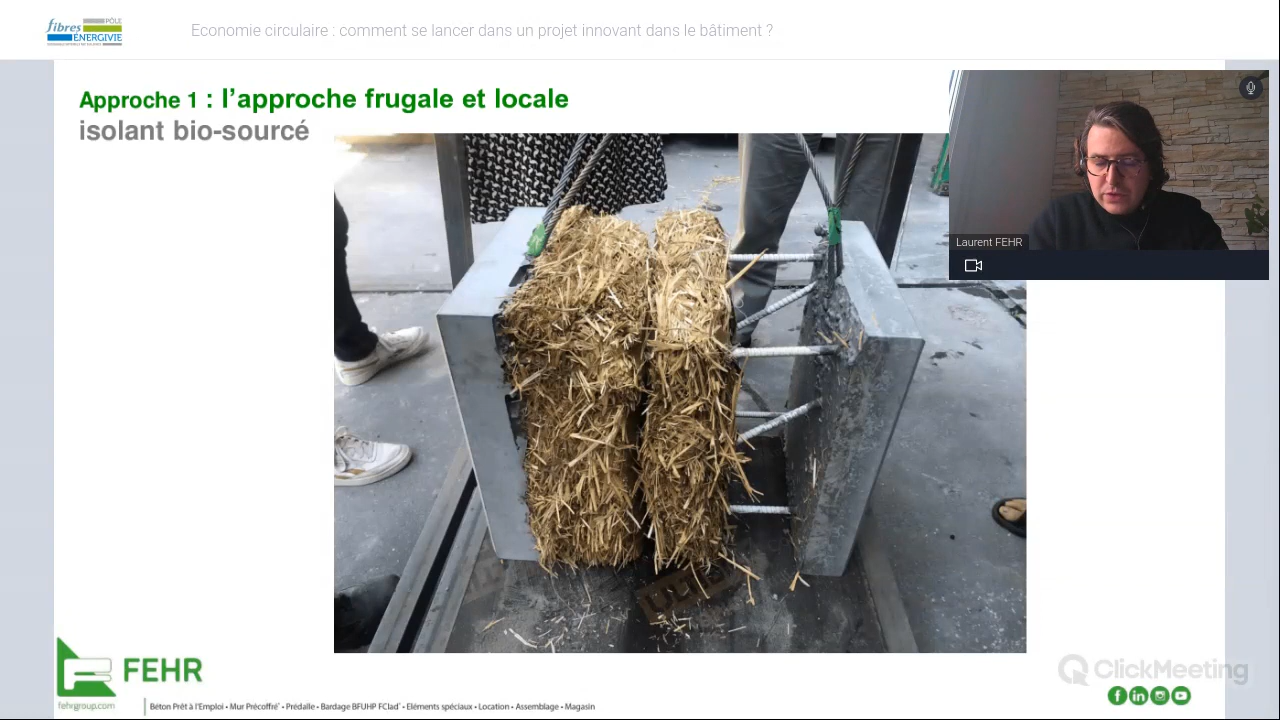 fibres
PÔLE
ÉNERGIVIE
Economie circulaire : comment se lancer dans un projet innovant dans le bâtiment ?
Approche 1 : l’approche frugale et locale
isolant bio-sourcé
Laurent FEHR
FEHR
fehrgroup.com
Béton Prêt à l'Emploi • Mur Précoffré® • Prédalle • Bardage BFUHP FClad® • Eléments spéciaux • Location • Assemblage • Magasin
ClickMeeting